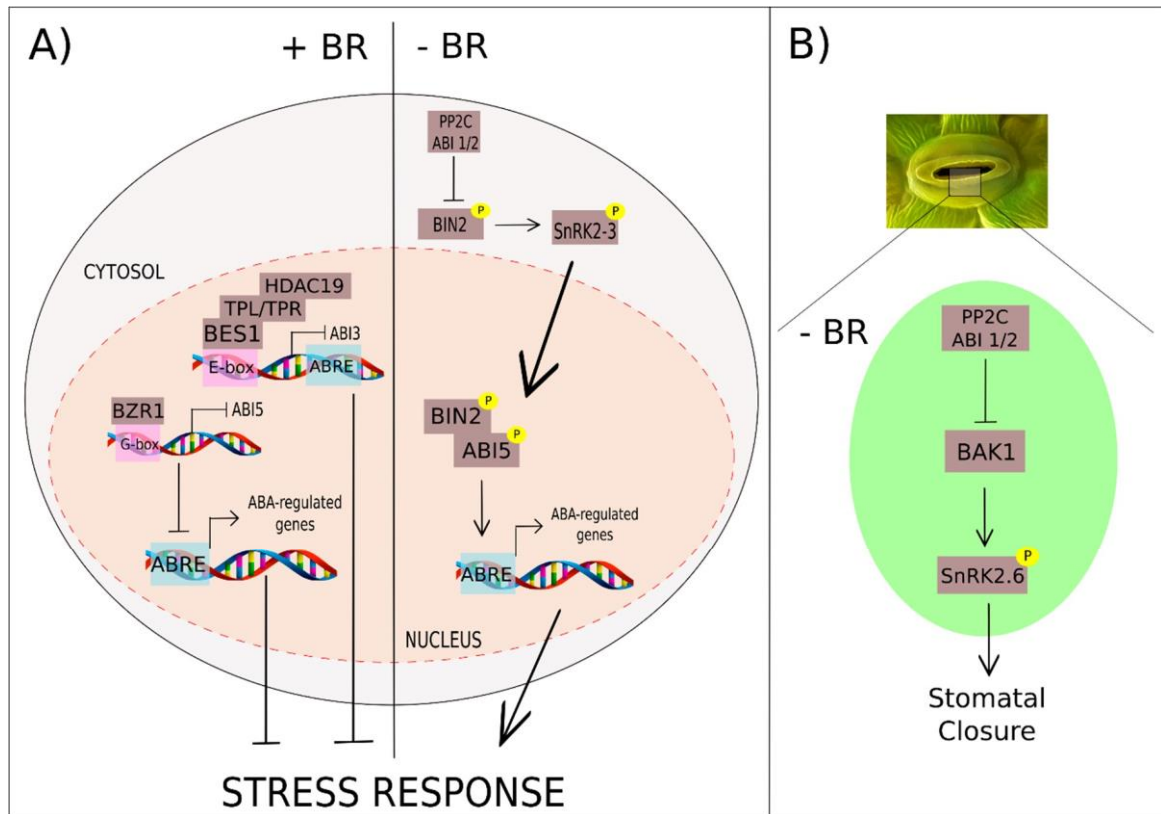 A)
+ BR
- BR
PP2C
ABI 1/2
BIN2
P
SnRK2-3
P
CYTOSOL
HDAC19
TPL/TPR
BES1
ABI3
E-box
ABRE
BZR1
ABI5
G-box
ABA-regulated
genes
ABRE
BIN2
P
ABI5
P
ABA-regulated
genes
ABRE
NUCLEUS
STRESS RESPONSE
B)
- BR
PP2C
ABI 1/2
BAK1
SnRK2.6
P
Stomatal
Closure